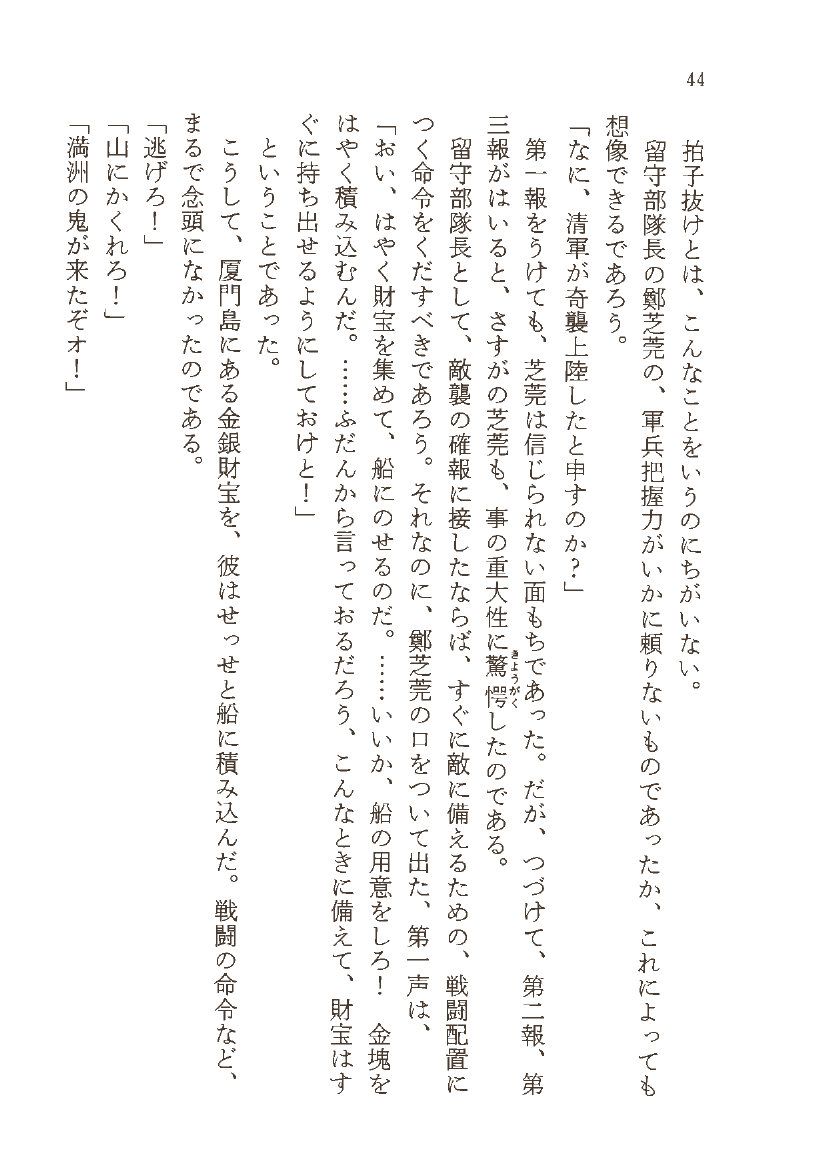 44
拍子抜けとは、こんなことをいうのにちがいない。
留守部隊長の鄭芝莞の、軍兵把握力がいかに頼りないものであったか、これによっても
想像できるであろう。
「なに、清軍が奇襲上陸したと申すのか?」
第一報をうけても、芝莞は信じられない面もちであった。だが、つづけて、第二報、第
三報がはいると、さすがの芝莞も、事の重大性に驚愕したのである。
きょうがく
留守部隊長として、敵襲の確報に接したならば、すぐに敵に備えるための、戦闘配置に
つく命令をくだすべきであろう。それなのに、鄭芝莞の口をついて出た、第一声は、
「おい、はやく財宝を集めて、船にのせるのだ。……いいか、船の用意をしろ! 金塊を
はやく積み込むんだ。……ふだんから言っておるだろう、こんなときに備えて、財宝はす
ぐに持ち出せるようにしておけと!」
ということであった。
こうして、厦門島にある金銀財宝を、彼はせっせと船に積み込んだ。戦闘の命令など、
まるで念頭になかったのである。
「逃げろ!」
「山にかくれろ!」
「満洲の鬼が来たぞォ!」